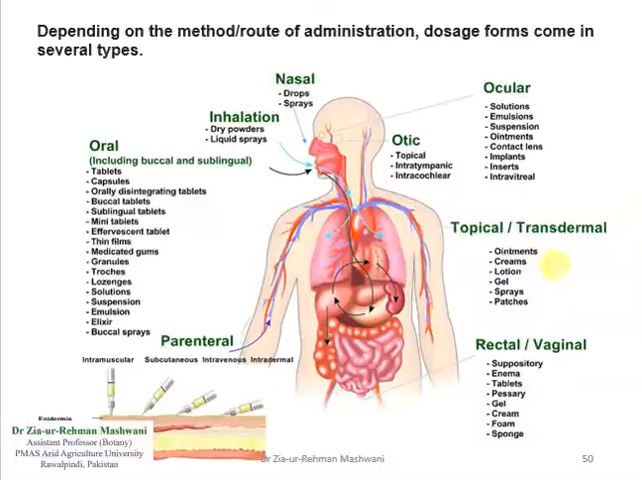 Depending on the method/route of administration, dosage forms come in
several types.
Nasal
- Drops
- Sprays
Inhalation
- Dry powders
- Liquid sprays
Oral
(Including buccal and sublingual)
- Tablets
- Capsules
- Orally disintegrating tablets
- Buccal tablets
- Sublingual tablets
- Mini tablets
- Effervescent tablet
- Thin films
- Medicated gums
- Granules
- Troches
- Lozenges
- Solutions
- Suspension
- Emulsion
- Elixir
- Buccal sprays
Ocular
- Solutions
- Emulsions
- Suspension
- Ointments
- Contact lens
- Implants
- Inserts
- Intravitreal
Otic
- Topical
- Intratympanic
- Intracochlear
Topical / Transdermal
- Ointments
- Creams
- Lotion
- Gel
- Sprays
- Patches
Parenteral
Intramuscular Subcutaneous Intravenous Intradermal
Epidermis
Rectal / Vaginal
- Suppository
- Enema
- Tablets
- Pessary
- Gel
- Cream
- Foam
- Sponge
Dr Zia-ur-Rehman Mashwani
Assistant Professor (Botany)
PMAS Arid Agriculture University
Rawalpindi, Pakistan
Dr Zia-ur-Rehman Mashwani
50